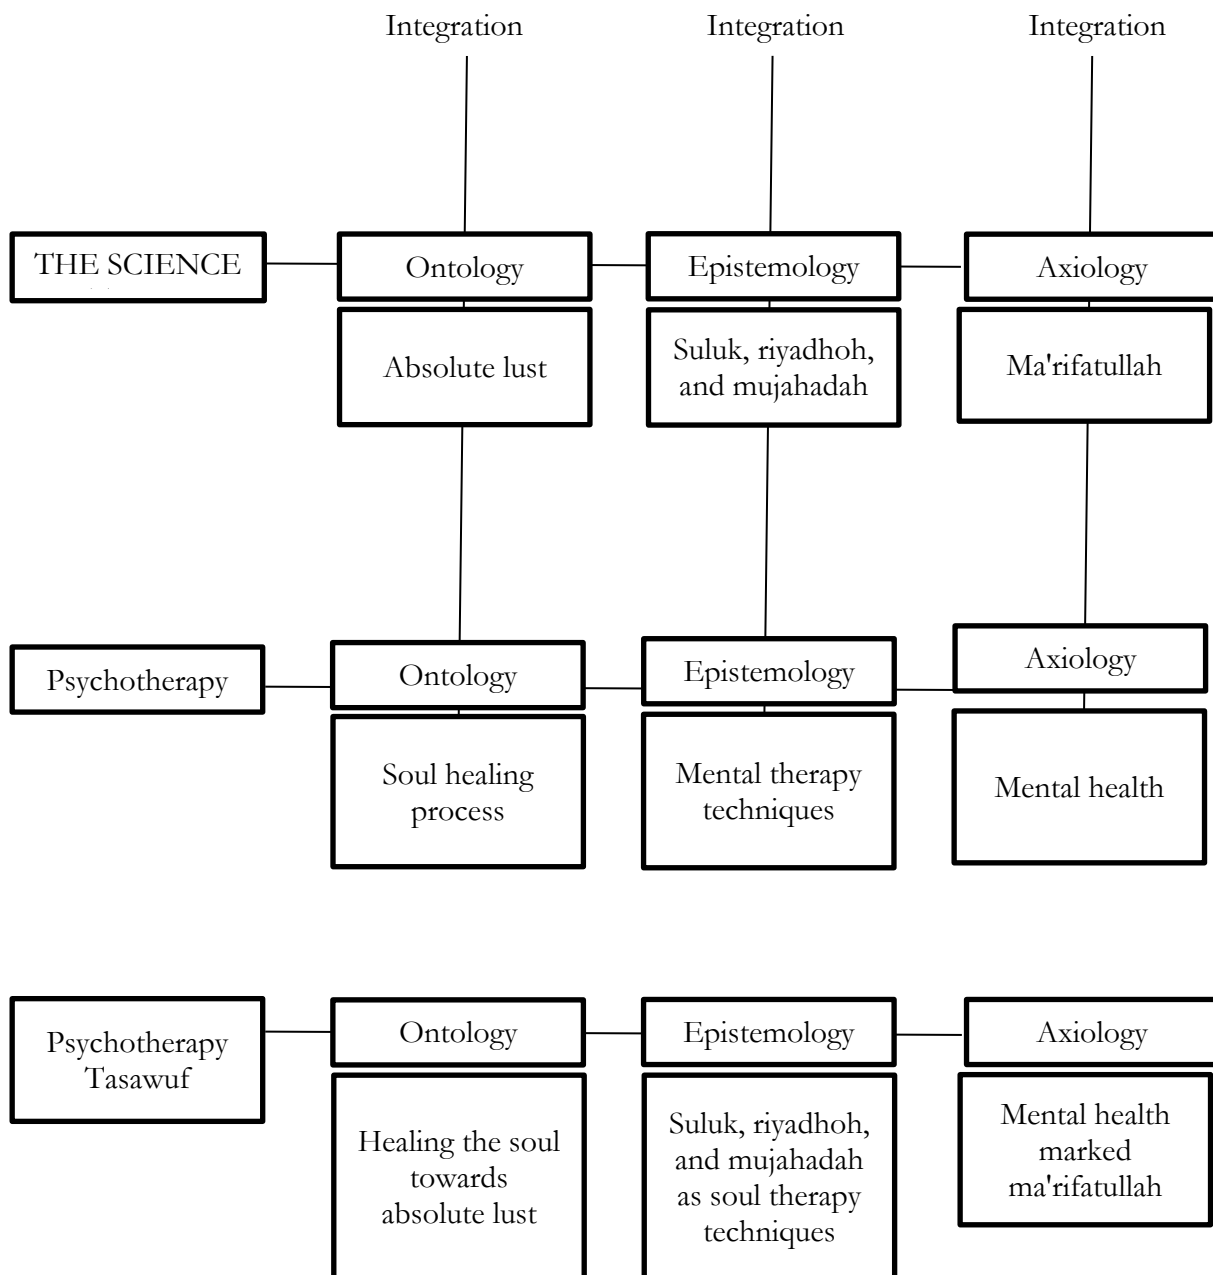 Integration
Integration
Integration
THE SCIENCE
Ontology
Epistemology
Axiology
Absolute lust
Suluk, riyadhoh,
and mujahadah
Ma'rifatullah
Psychotherapy
Ontology
Epistemology
Axiology
Soul healing
process
Mental therapy
techniques
Mental health
Psychotherapy
Tasawuf
Ontology
Epistemology
Axiology
Healing the soul
towards
absolute lust
Suluk, riyadhoh,
and mujahadah
as soul therapy
techniques
Mental health
marked
ma'rifatullah